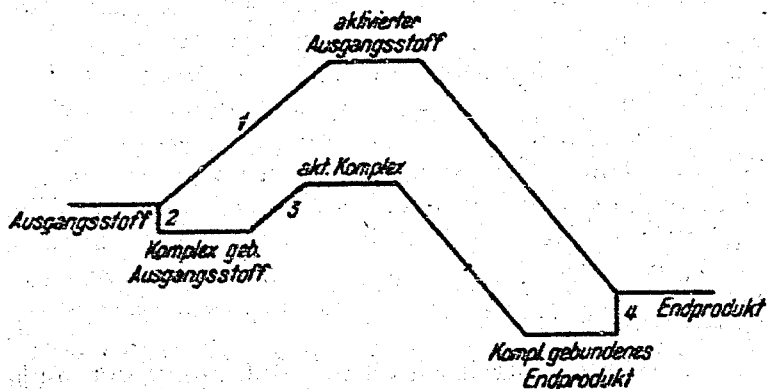 aktivierter
Ausgangsstoff
1
akt. Komplex
3
Ausgangsstoff
2
Komplex geb.
Ausgangsstoff
4
Endprodukt
Kompl. gebundenes
Endprodukt